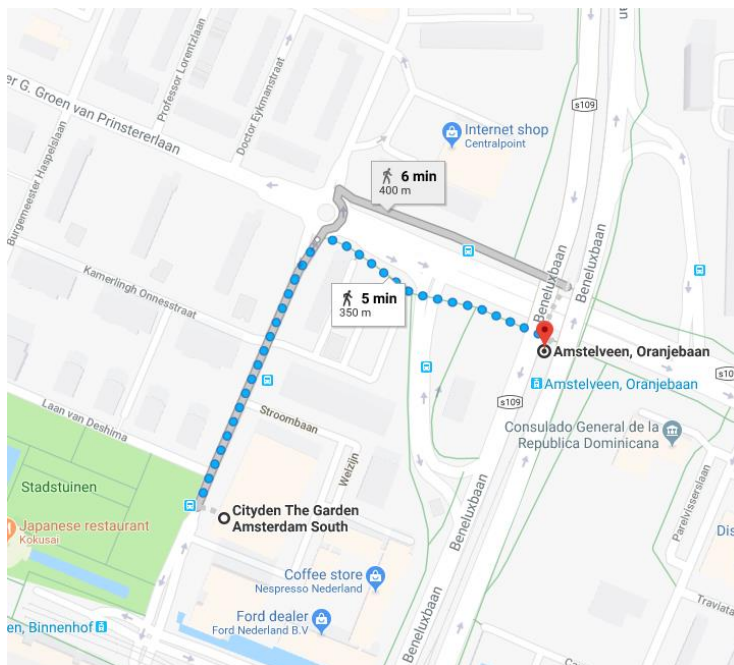 er G. Groen van Prinstererlaan
Professor Lorentzlaan
Doctor Eykmanstraat
Burgemeester Haspelslaan
s109
Internet shop
Centralpoint
6 min
400 m
Beneluxbaan
Beneluxbaan
Kamerlingh Onnesstraat
5 min
350 m
Amstelveen, Oranjebaan
s10
Amstelveen, Oranjebaan
s109
Laan van Deshima
Stroombaan
Welzijn
Consulado General de la
Republica Dominicana
Stadstuinen
Cityden The Garden
Amsterdam South
Japanese restaurant
Kokusai
Beneluxbaan
Parelvisserslaan
Dis
Coffee store
Nespresso Nederland
Traviata
Ford dealer
Ford Nederland B.V
en, Binnenhof
Beneluxbaan
Ca